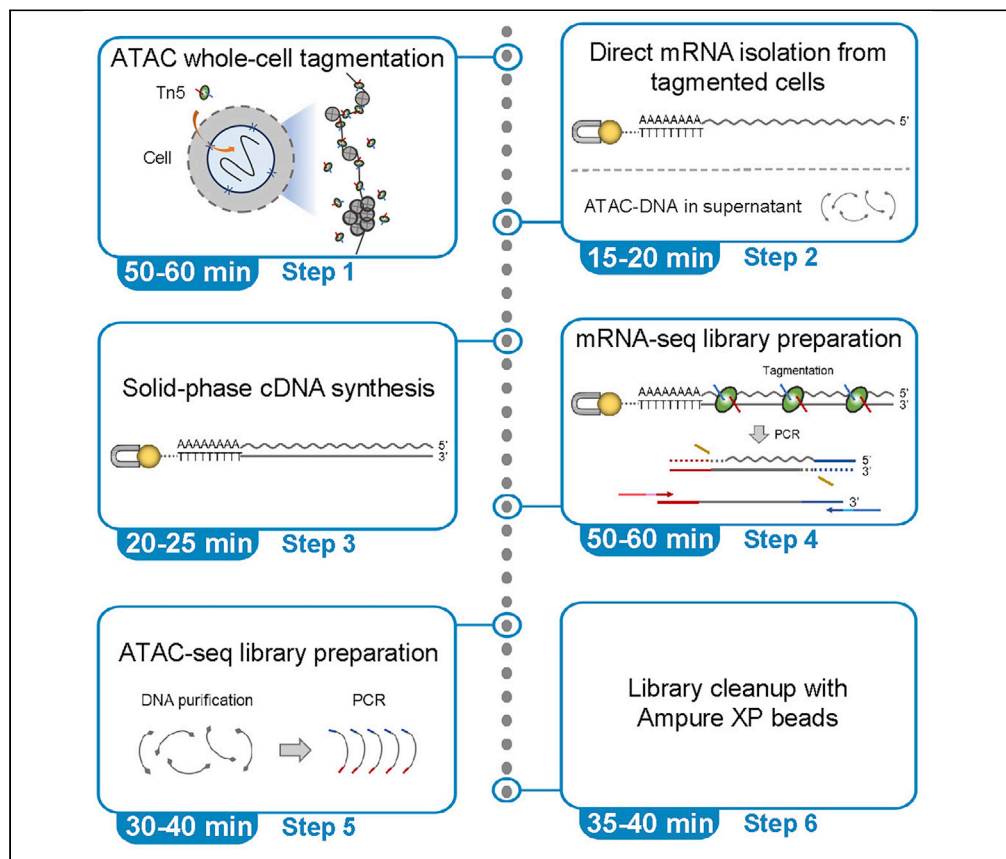 ATAC whole-cell tagmentation
Tn5
Cell
50-60 min Step 1
Direct mRNA isolation from
tagmented cells
AAAAAAAA 5'
TTTTTTTT
ATAC-DNA in supernatant
15-20 min Step 2
Solid-phase cDNA synthesis
AAAAAAAA 5'
TTTTTTTT 3'
20-25 min Step 3
mRNA-seq library preparation
Tagmentation
AAAAAAAA 5'
TTTTTTTT 3'
PCR
5'
3'
3'
50-60 min Step 4
ATAC-seq library preparation
DNA purification PCR
30-40 min Step 5
Library cleanup with
Ampure XP beads
35-40 min Step 6